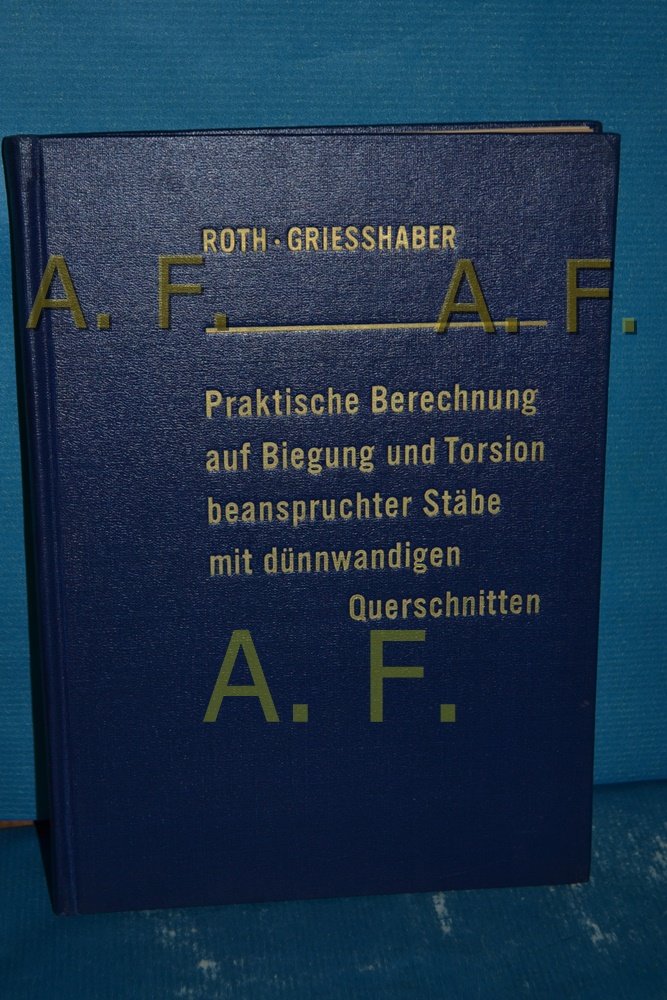 ROTH · GRIESSHABER
A. F. A. F.
Praktische Berechnung
auf Biegung und Torsion
beanspruchter Stäbe
mit dünnwandigen
Querschnitten
A. F.